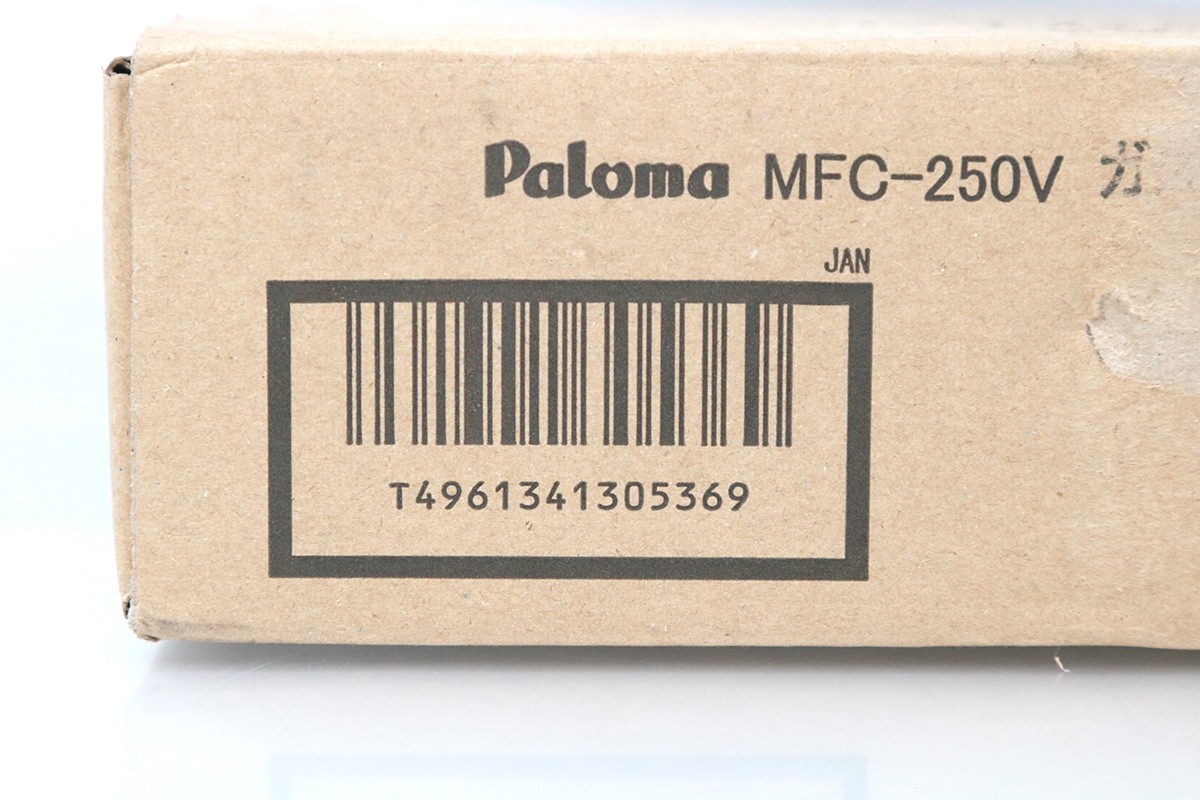 Paloma MFC-250V ガ
JAN
T4961341305369